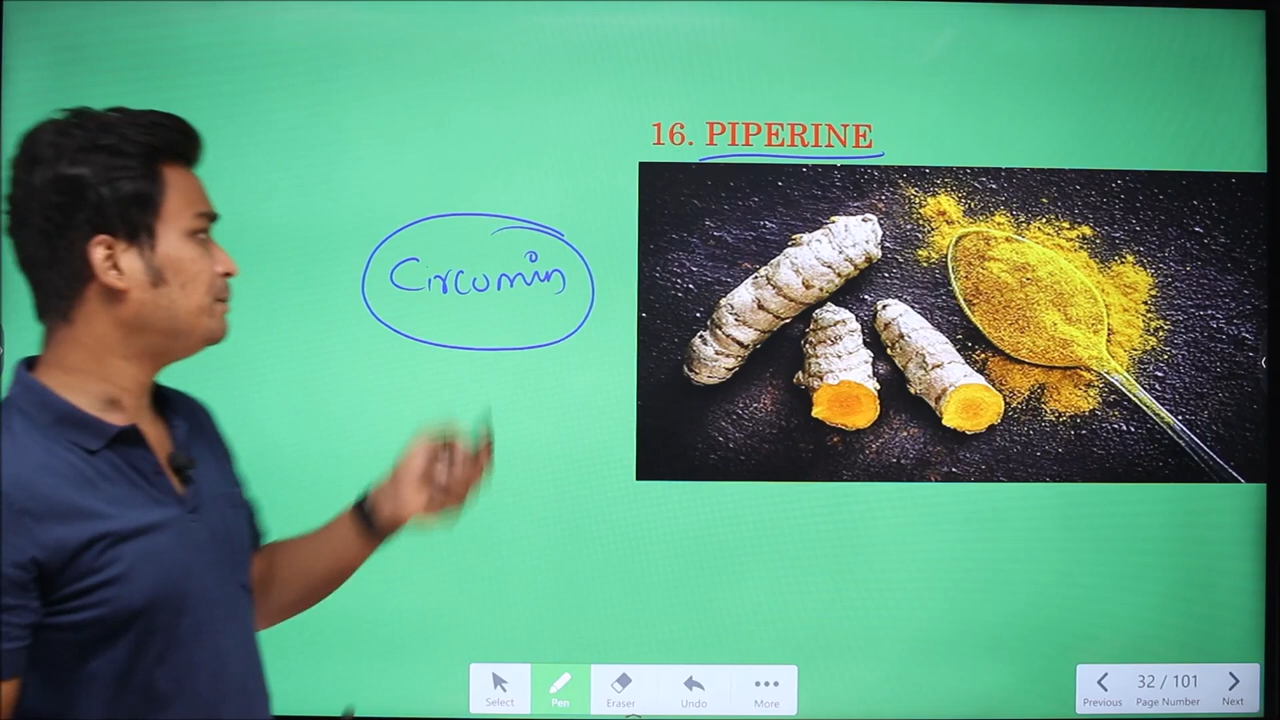 16. PIPERINE
Circumin
Select
Pen
Eraser
Undo
More
Previous
32 / 101
Page Number
Next